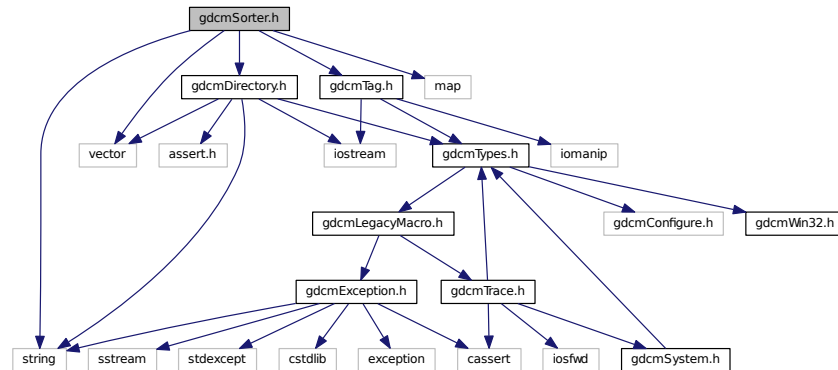 gdcmSorter.h
gdcmDirectory.h
gdcmTag.h
map
vector
assert.h
iostream
gdcmTypes.h
iomanip
gdcmLegacyMacro.h
gdcmConfigure.h
gdcmWin32.h
gdcmException.h
gdcmTrace.h
string
sstream
stdexcept
cstdlib
exception
cassert
iosfwd
gdcmSystem.h